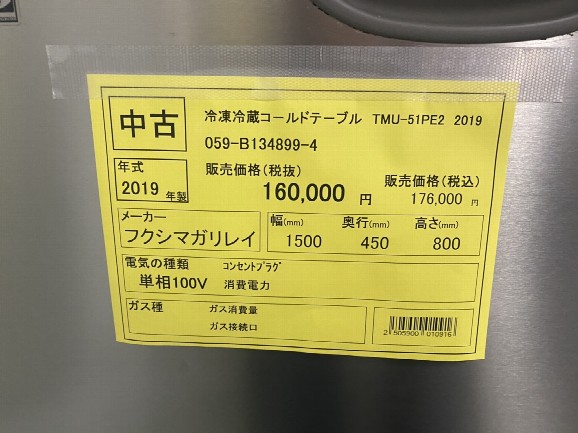 中古
冷凍冷蔵コールドテーブル TMU-51PE2 2019
059-B134899-4
年式
2019 年製
販売価格(税抜)
160,000 円
販売価格(税込)
176,000 円
メーカー
フクシマガリレイ
幅(mm) 奥行(mm) 高さ(mm)
1500 450 800
電気の種類 コンセントプラグ
単相100V 消費電力
ガス種 ガス消費量
ガス接続口
2 505900 010916